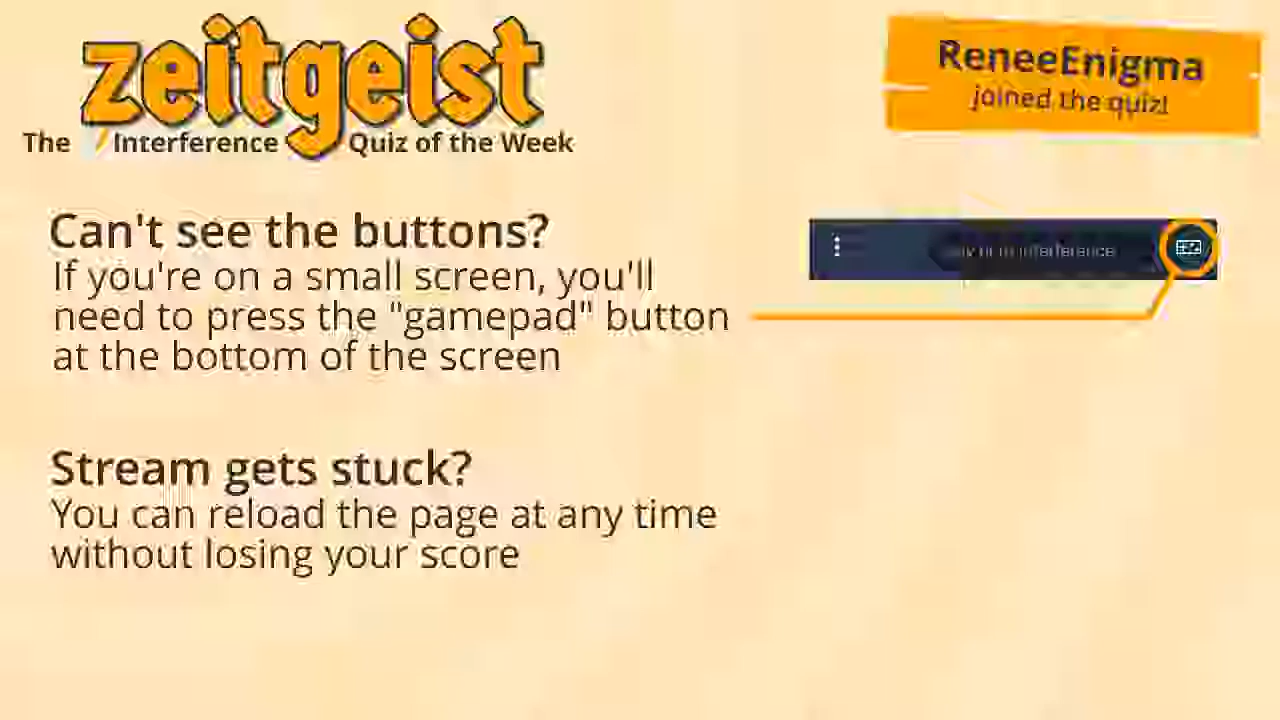 zeitgeist
The Interference Quiz of the Week
ReneeEnigma
joined the quiz!
Can't see the buttons?
If you're on a small screen, you'll
need to press the "gamepad" button
at the bottom of the screen
interference
Stream gets stuck?
You can reload the page at any time
without losing your score